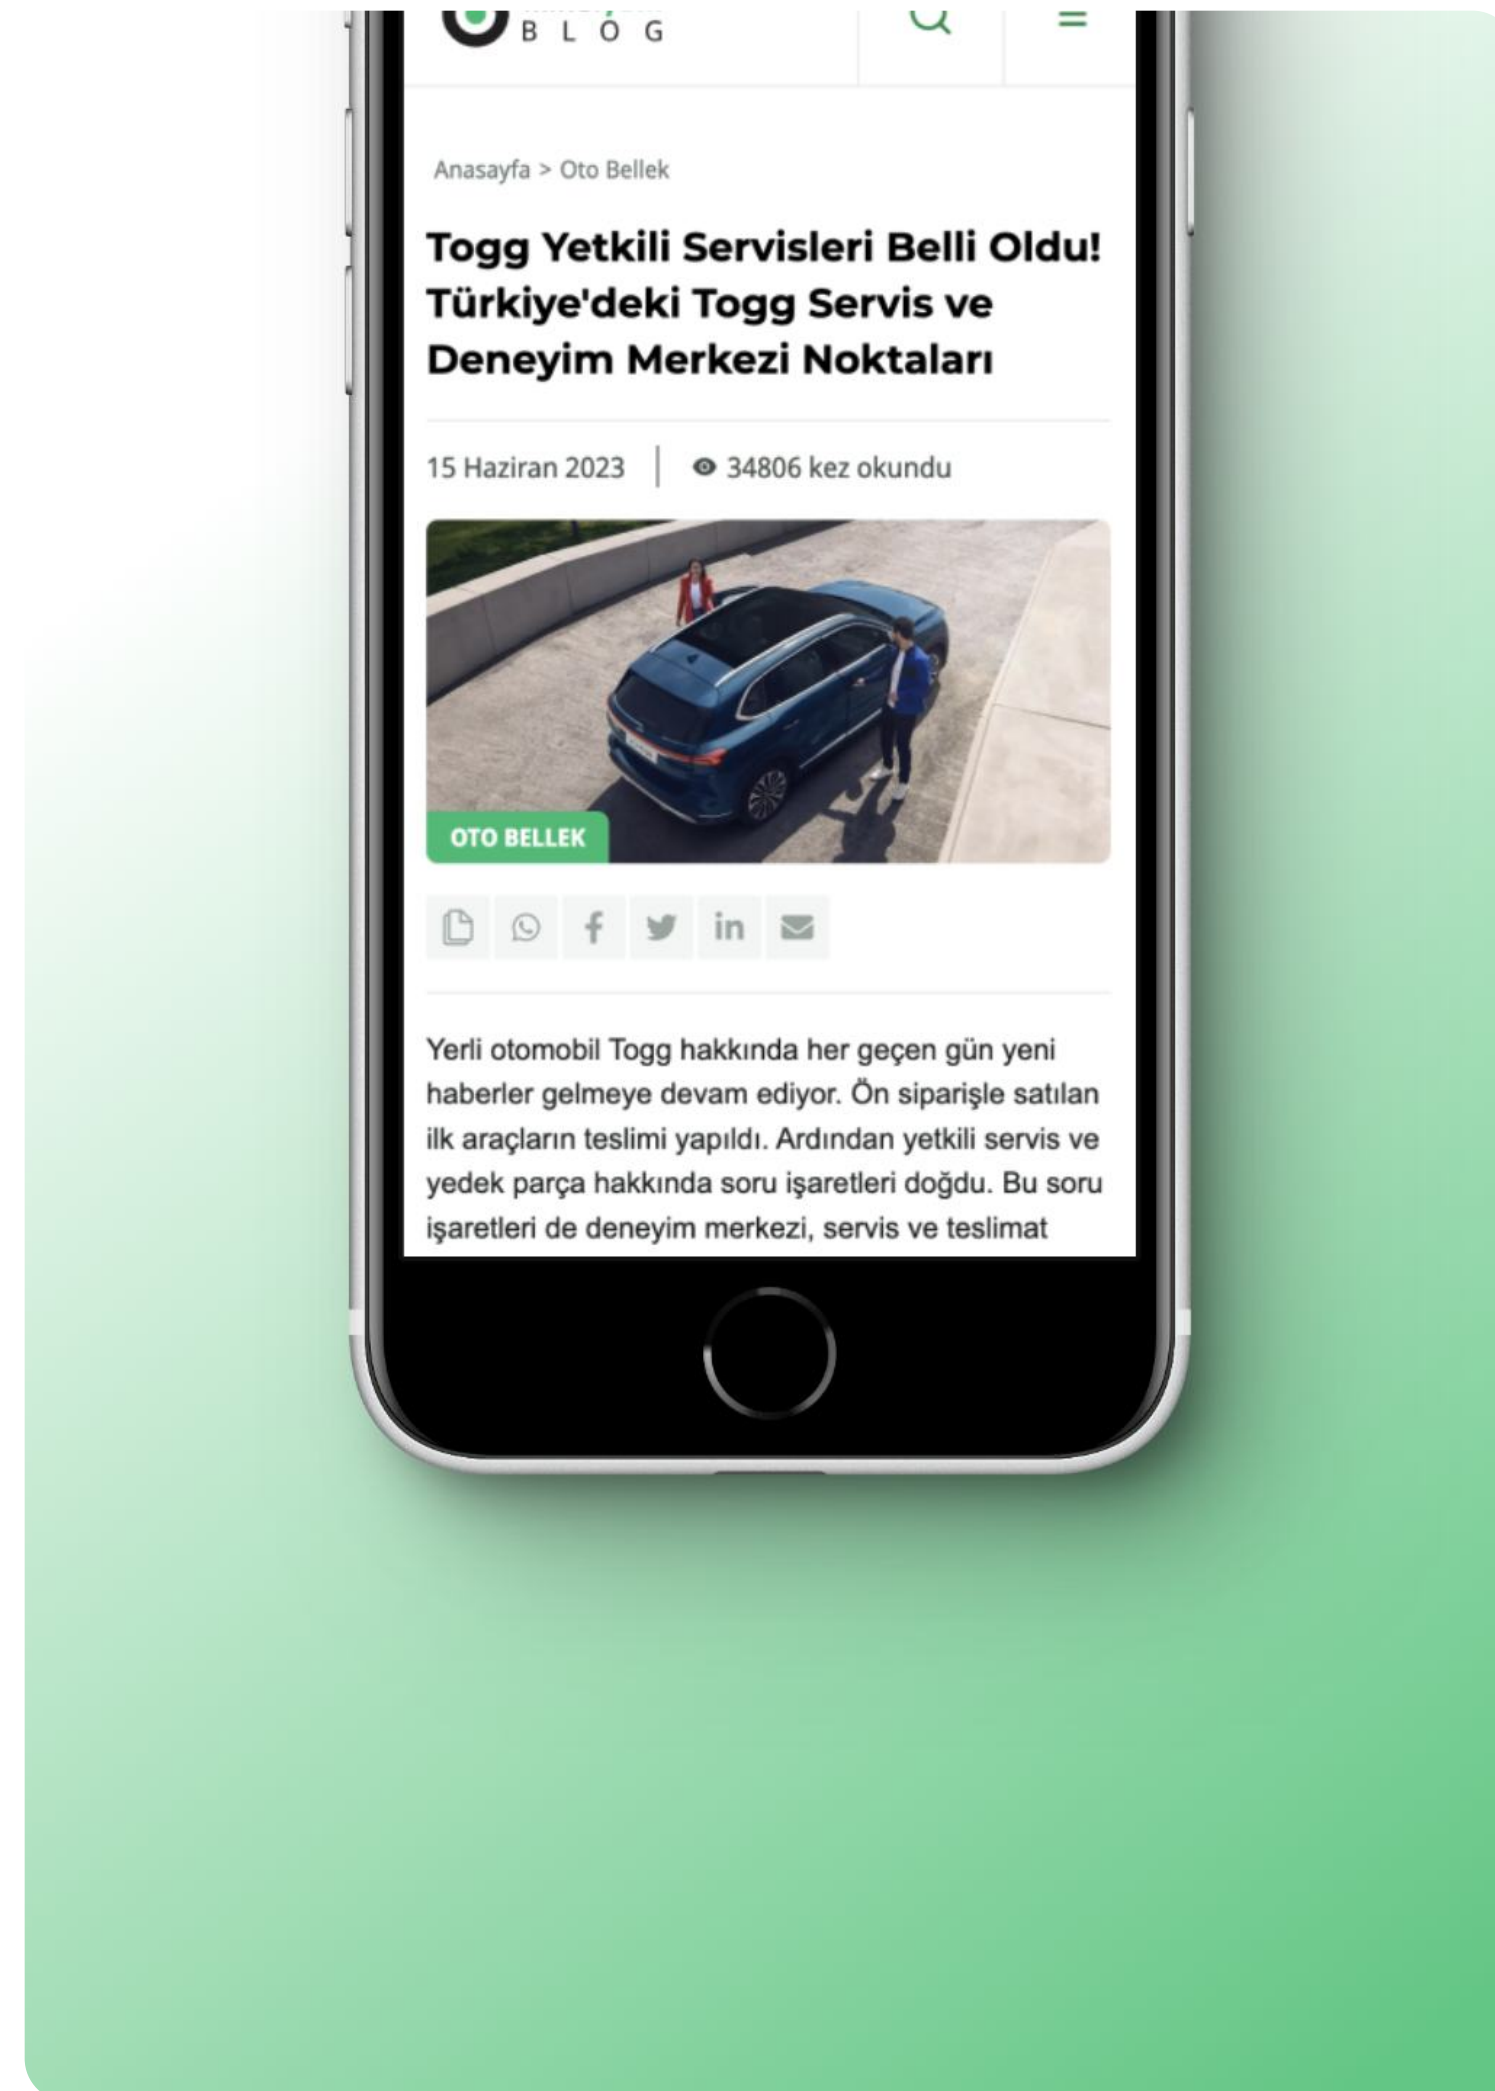 BLOG
Anasayfa > Oto Bellek
Togg Yetkili Servisleri Belli Oldu!
Türkiye'deki Togg Servis ve
Deneyim Merkezi Noktaları
15 Haziran 2023 | 34806 kez okundu
OTO BELLEK
Yerli otomobil Togg hakkında her geçen gün yeni
haberler gelmeye devam ediyor. Ön siparişle satılan
ilk araçların teslimi yapıldı. Ardından yetkili servis ve
yedek parça hakkında soru işaretleri doğdu. Bu soru
işaretleri de deneyim merkezi, servis ve teslimat